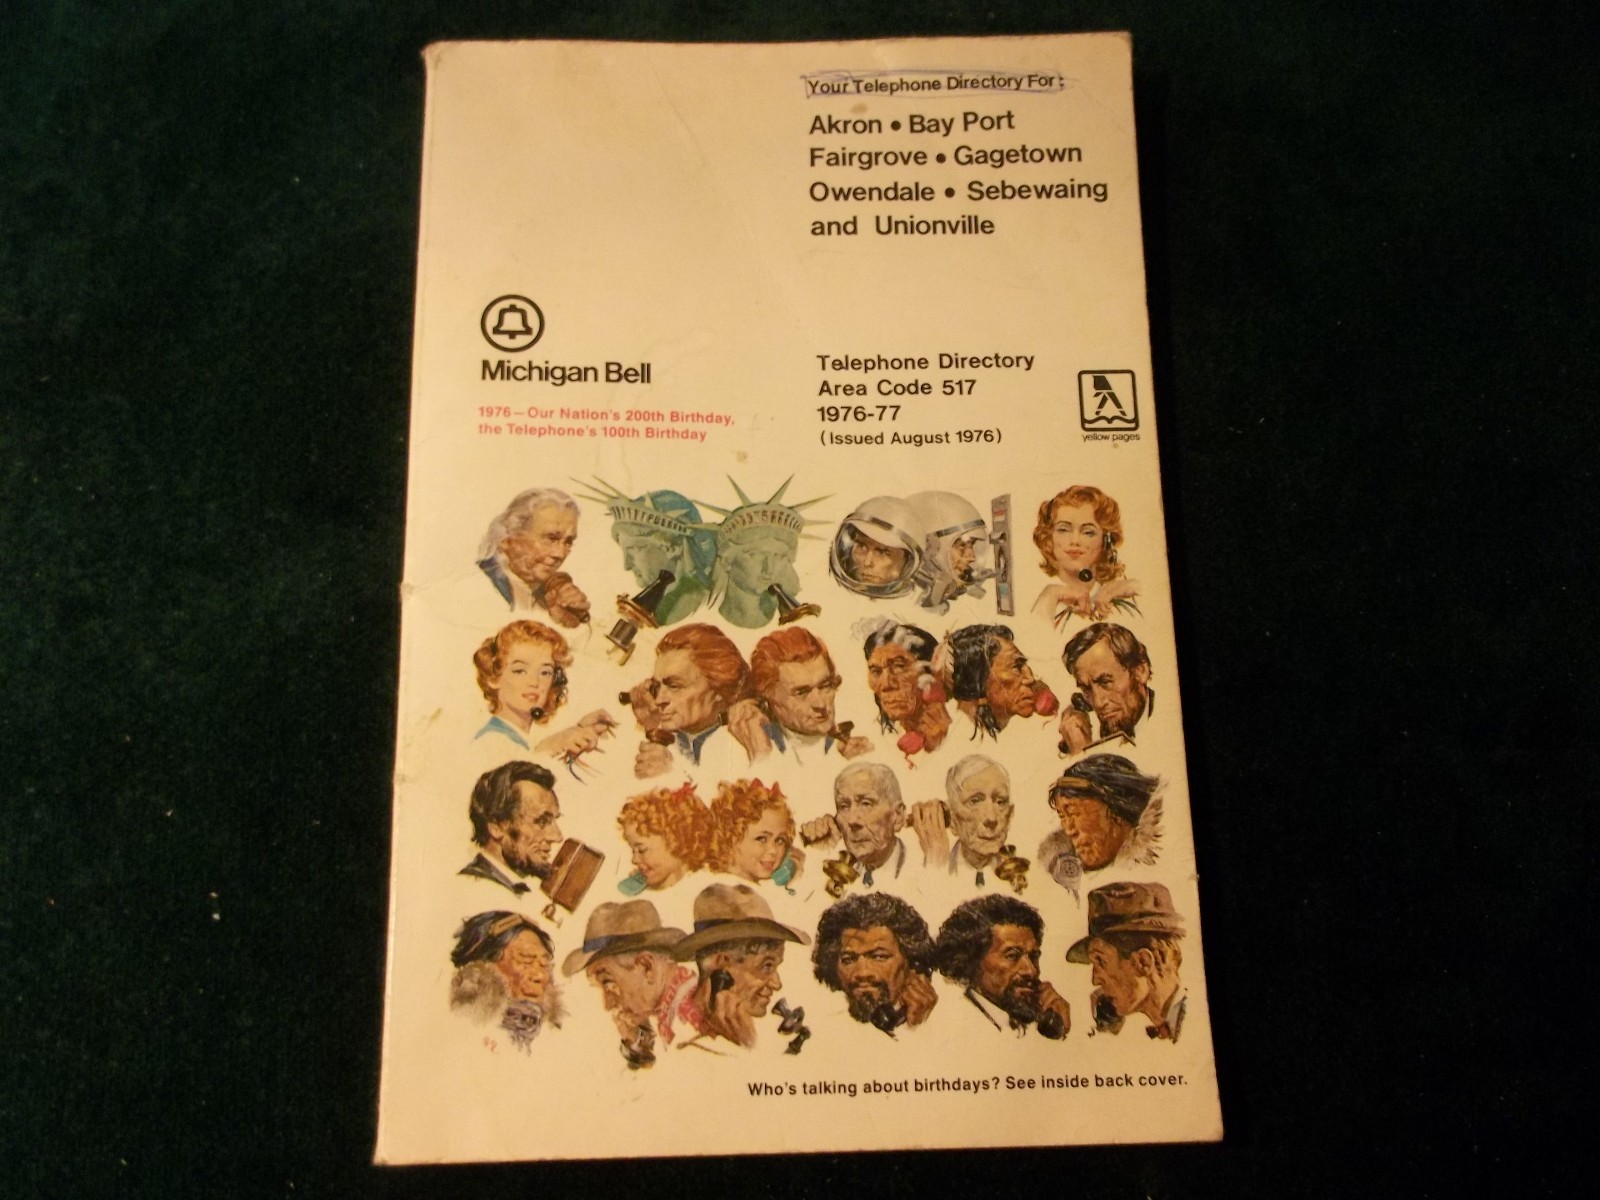 Your Telephone Directory For:
Akron • Bay Port
Fairgrove • Gagetown
Owendale • Sebewaing
and Unionville
Michigan Bell
1976—Our Nation's 200th Birthday,
the Telephone's 100th Birthday
Telephone Directory
Area Code 517
1976-77
(Issued August 1976)
yellow pages
Who's talking about birthdays? See inside back cover.